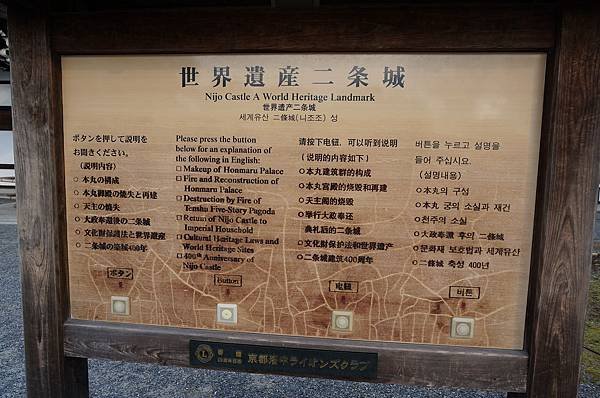 世界遺産二条城
Nijo Castle A World Heritage Landmark
世界遗产二条城
세계유산 二條城(니조조) 성
ボタンを押して説明を
お聞きください。
(説明内容)
○ 本丸の構成
○ 本丸御殿の焼失と再建
○ 天主の焼失
○ 大政奉還後の二条城
○ 文化財保護法と世界遺産
○ 二条城の築城400年
ボタン
Please press the button
below for an explanation of
the following in English:
□ Makeup of Honmaru Palace
□ Fire and Reconstruction of
Honmaru Palace
□ Destruction by Fire of
Tenshu Five-Story Pagoda
□ Return of Nijo Castle to
Imperial Household
□ Cultural Heritage Laws and
World Heritage Sites
□ 400th Anniversary of
Nijo Castle
Button
请按下电钮，可以听到说明
(说明的内容如下)
○ 本丸建筑群的构成
○ 本丸宫殿的烧毁和再建
○ 天主阁的烧毁
○ 举行大政奉还
典礼后的二条城
○ 文化财保护法和世界遗产
○ 二条城建筑400周年
电钮
버튼을 누르고 설명을
들어 주십시요.
(설명내용)
○ 本丸의 구성
○ 本丸 궁의 소실과 재건
○ 천주의 소실
○ 大政奉還 후의 二條城
○ 문화재 보호법과 세계유산
○ 二條城 축성 400년
버튼
京都洛中ライオンズクラブ